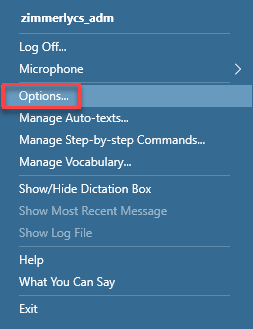 zimmerlycs_adm
Log Off...
Microphone
Options...
Manage Auto-texts...
Manage Step-by-step Commands...
Manage Vocabulary...
Show/Hide Dictation Box
Show Most Recent Message
Show Log File
Help
What You Can Say
Exit